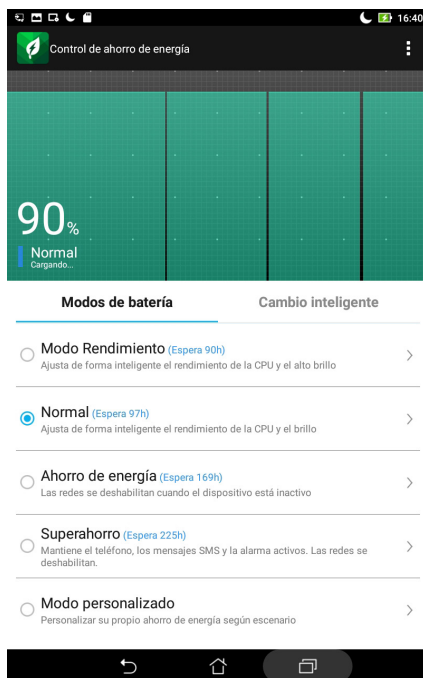 16:40
Control de ahorro de energía
90%
Normal
Cargando...
Modos de batería
Cambio inteligente
Modo Rendimiento (Espera 90h)
Ajusta de forma inteligente el rendimiento de la CPU y el alto brillo
Normal (Espera 97h)
Ajusta de forma inteligente el rendimiento de la CPU y el brillo
Ahorro de energía (Espera 169h)
Las redes se deshabilitan cuando el dispositivo está inactivo
Superahorro (Espera 225h)
Mantiene el teléfono, los mensajes SMS y la alarma activos. Las redes se
deshabilitan.
Modo personalizado
Personalizar su propio ahorro de energía según escenario